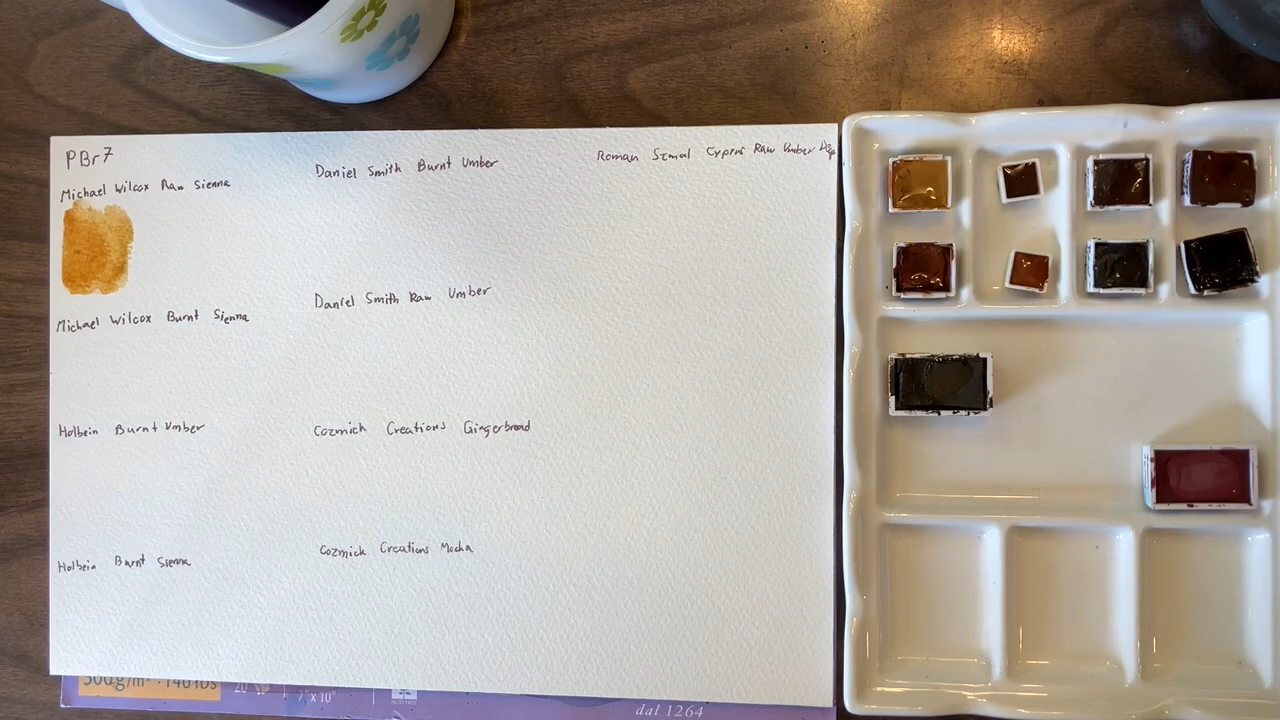 PBr7
Michael Wilcox Raw Sienna
Michael Wilcox Burnt Sienna
Holbein Burnt Umber
Holbein Burnt Sienna
Daniel Smith Burnt Umber
Daniel Smith Raw Umber
Cozmick Creations Gingerbread
Cozmick Creations Mocha
Roman Szmal Cyprus Raw Umber
300g/m² · 140lbs
20
7" x 10"
dal 1264